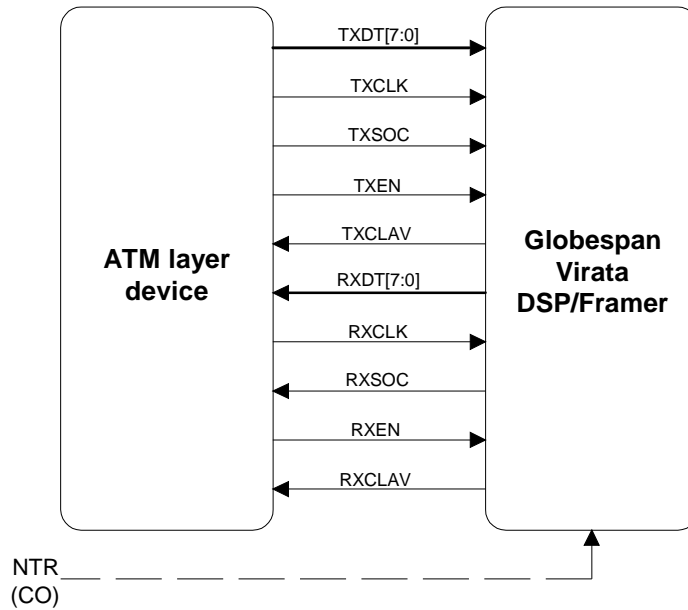 TXDT[7:0]
TXCLK
TXSOC
TXEN
TXCLAV
RXDT[7:0]
RXCLK
RXSOC
RXEN
RXCLAV
ATM layer
device
Globespan
Virata
DSP/Framer
NTR
(CO)